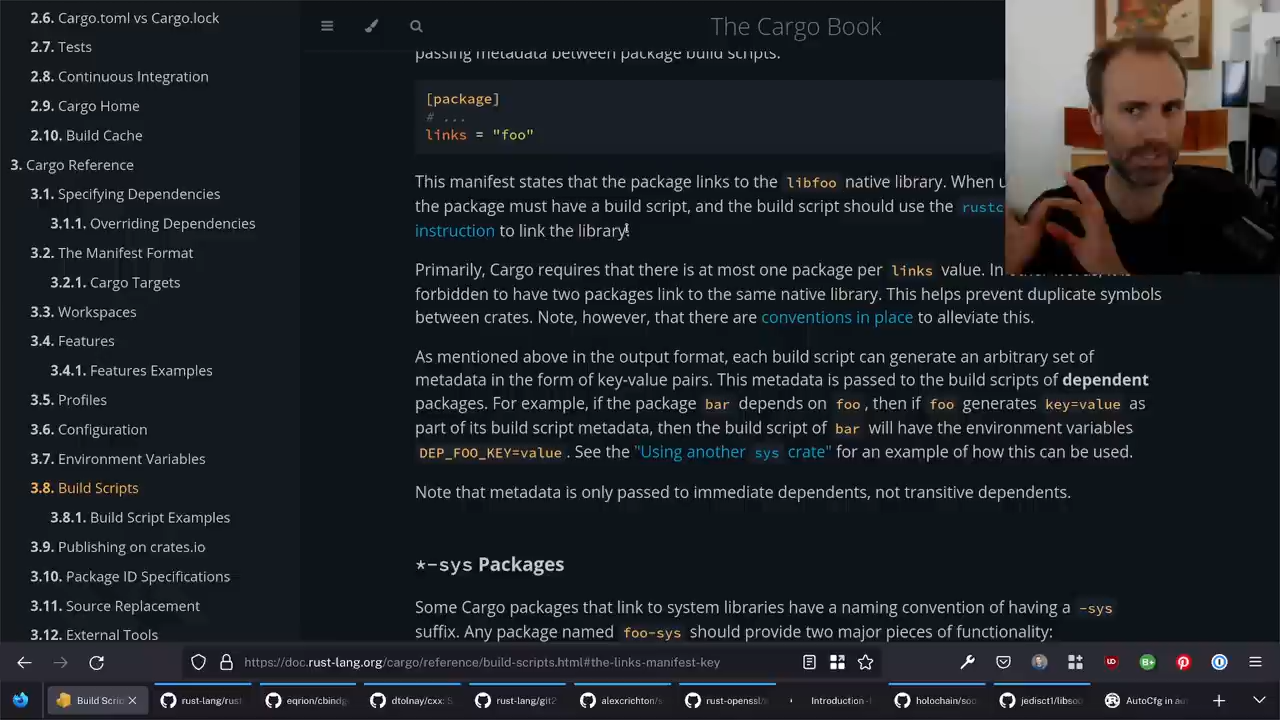 2.6. Cargo.toml vs Cargo.lock
2.7. Tests
2.8. Continuous Integration
2.9. Cargo Home
2.10. Build Cache
3. Cargo Reference
3.1. Specifying Dependencies
3.1.1. Overriding Dependencies
3.2. The Manifest Format
3.2.1. Cargo Targets
3.3. Workspaces
3.4. Features
3.4.1. Features Examples
3.5. Profiles
3.6. Configuration
3.7. Environment Variables
3.8. Build Scripts
3.8.1. Build Script Examples
3.9. Publishing on crates.io
3.10. Package ID Specifications
3.11. Source Replacement
3.12. External Tools
The Cargo Book
passing metadata between package build scripts.
[package]
# ...
links = "foo"
This manifest states that the package links to the libfoo native library. When
the package must have a build script, and the build script should use the rustc
instruction to link the library.
Primarily, Cargo requires that there is at most one package per links value. In
forbidden to have two packages link to the same native library. This helps prevent duplicate symbols
between crates. Note, however, that there are conventions in place to alleviate this.
As mentioned above in the output format, each build script can generate an arbitrary set of
metadata in the form of key-value pairs. This metadata is passed to the build scripts of dependent
packages. For example, if the package bar depends on foo, then if foo generates key=value as
part of its build script metadata, then the build script of bar will have the environment variables
DEP_FOO_KEY=value. See the "Using another sys crate" for an example of how this can be used.
Note that metadata is only passed to immediate dependents, not transitive dependents.
*-sys Packages
Some Cargo packages that link to system libraries have a naming convention of having a -sys
suffix. Any package named foo-sys should provide two major pieces of functionality:
https://doc.rust-lang.org/cargo/reference/build-scripts.html#the-links-manifest-key
Build Scrip
rust-lang/rus
eqrion/cbind
dtolnay/cxx: S
rust-lang/git2
alexcrichton/
rust-openssl/
Introduction -
holochain/so
jedisct1/libso
AutoCfg in au